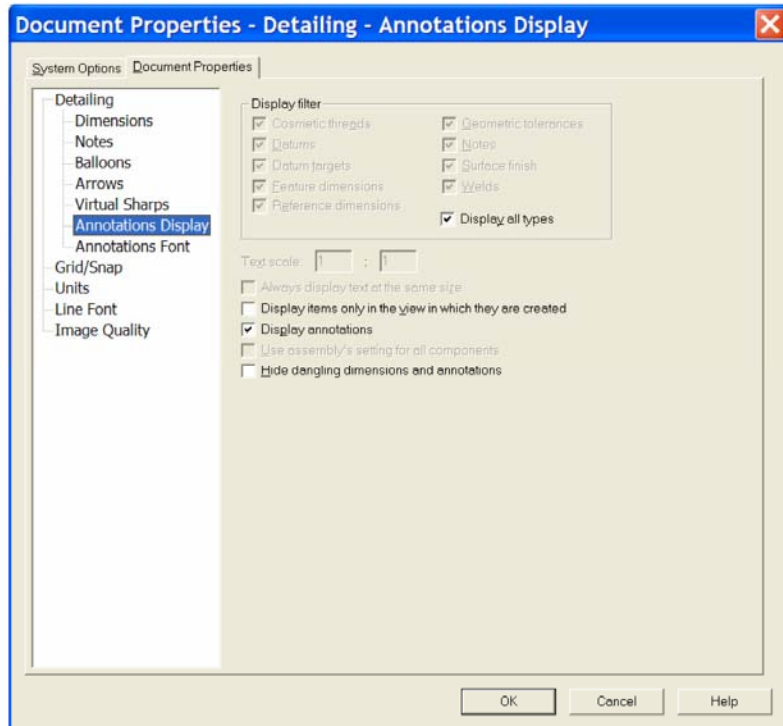 Document Properties - Detailing - Annotations Display
System Options
Document Properties
Detailing
Dimensions
Notes
Balloons
Arrows
Virtual Sharps
Annotations Display
Annotations Font
Grid/Snap
Units
Line Font
Image Quality
Display filter
Cosmetic threads
Datums
Datum targets
Feature dimensions
Reference dimensions
Geometric tolerances
Notes
Surface finish
Welds
Display all types
Text scale: 1 : 1
Always display text at the same size
Display items only in the view in which they are created
Display annotations
Use assembly's setting for all components
Hide dangling dimensions and annotations
OK
Cancel
Help